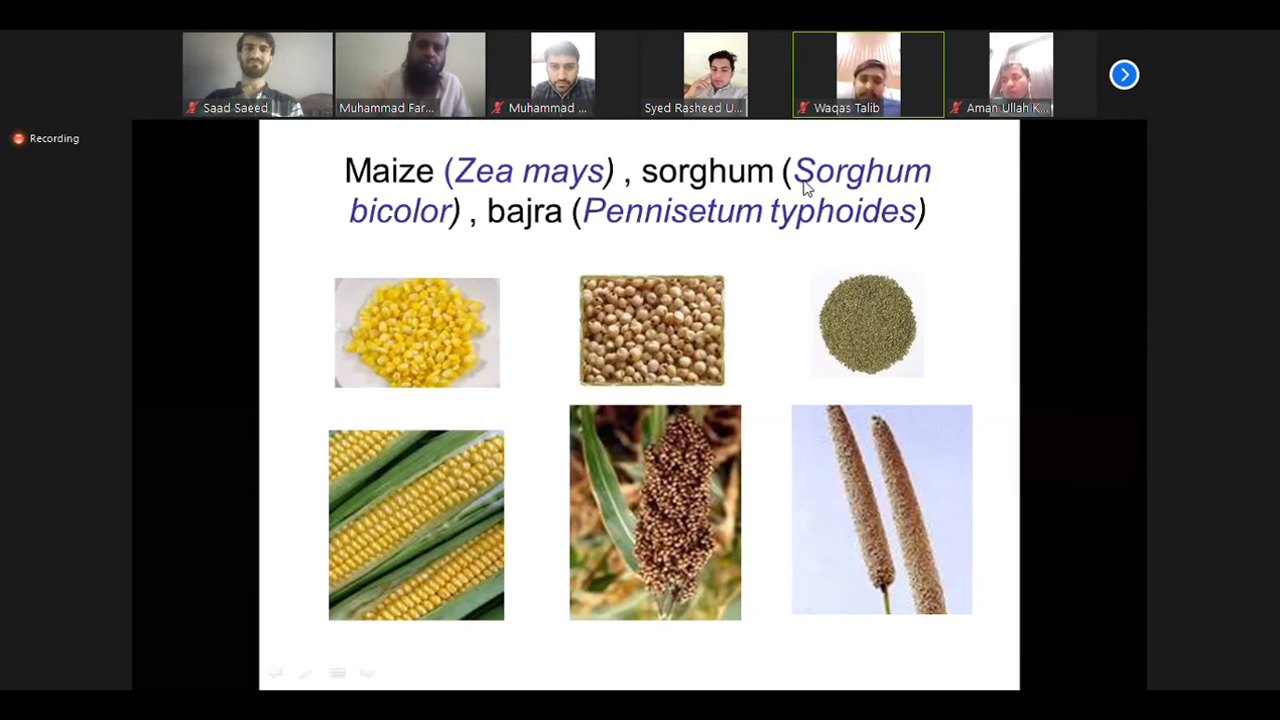 Saad Saeed
Muhammad Far...
Muhammad ...
Syed Rasheed U...
Waqas Talib
Aman Ullah K...
Recording
Maize (Zea mays) , sorghum (Sorghum
bicolor) , bajra (Pennisetum typhoides)